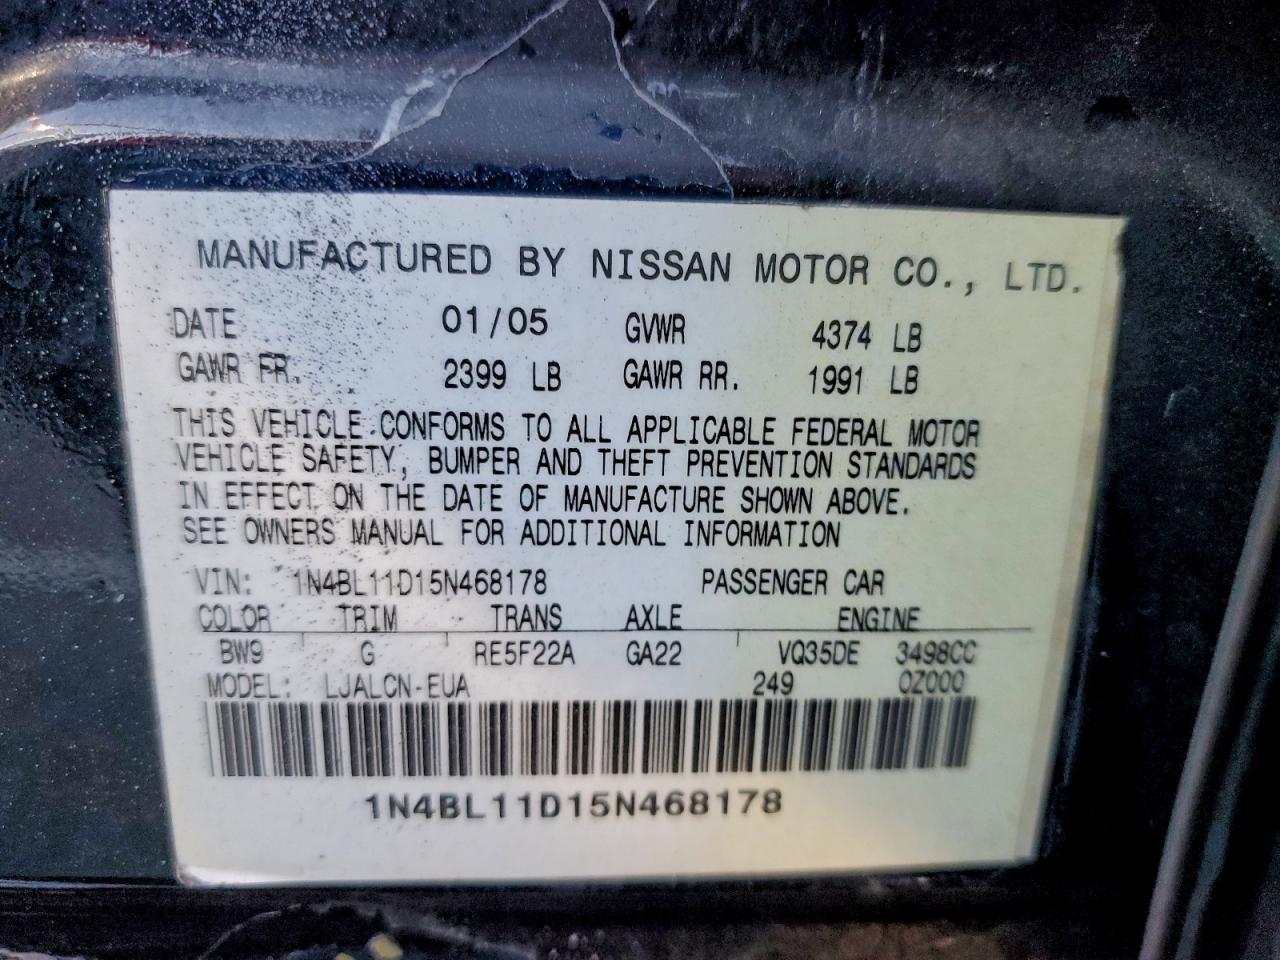 MANUFACTURED BY NISSAN MOTOR CO., LTD.
DATE 01/05 GVWR 4374 LB
GAWR FR. 2399 LB GAWR RR. 1991 LB
THIS VEHICLE CONFORMS TO ALL APPLICABLE FEDERAL MOTOR
VEHICLE SAFETY, BUMPER AND THEFT PREVENTION STANDARDS
IN EFFECT ON THE DATE OF MANUFACTURE SHOWN ABOVE.
SEE OWNERS MANUAL FOR ADDITIONAL INFORMATION
VIN: 1N4BL11D15N468178 PASSENGER CAR
COLOR TRIM TRANS AXLE ENGINE
BW9 G RE5F22A GA22 VQ35DE 3498CC
MODEL: LJALCN-EUA 249 0Z000
1N4BL11D15N468178